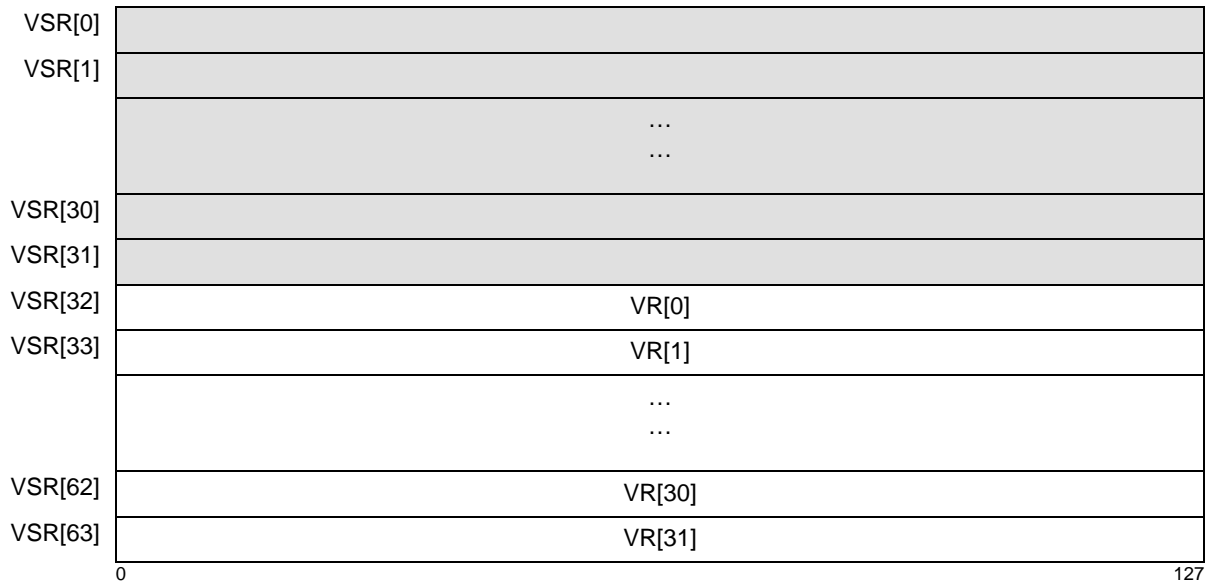 VSR[0]
VSR[1]
…
…
VSR[30]
VSR[31]
VSR[32] VR[0]
VSR[33] VR[1]
…
…
VSR[62] VR[30]
VSR[63] VR[31]
0 127